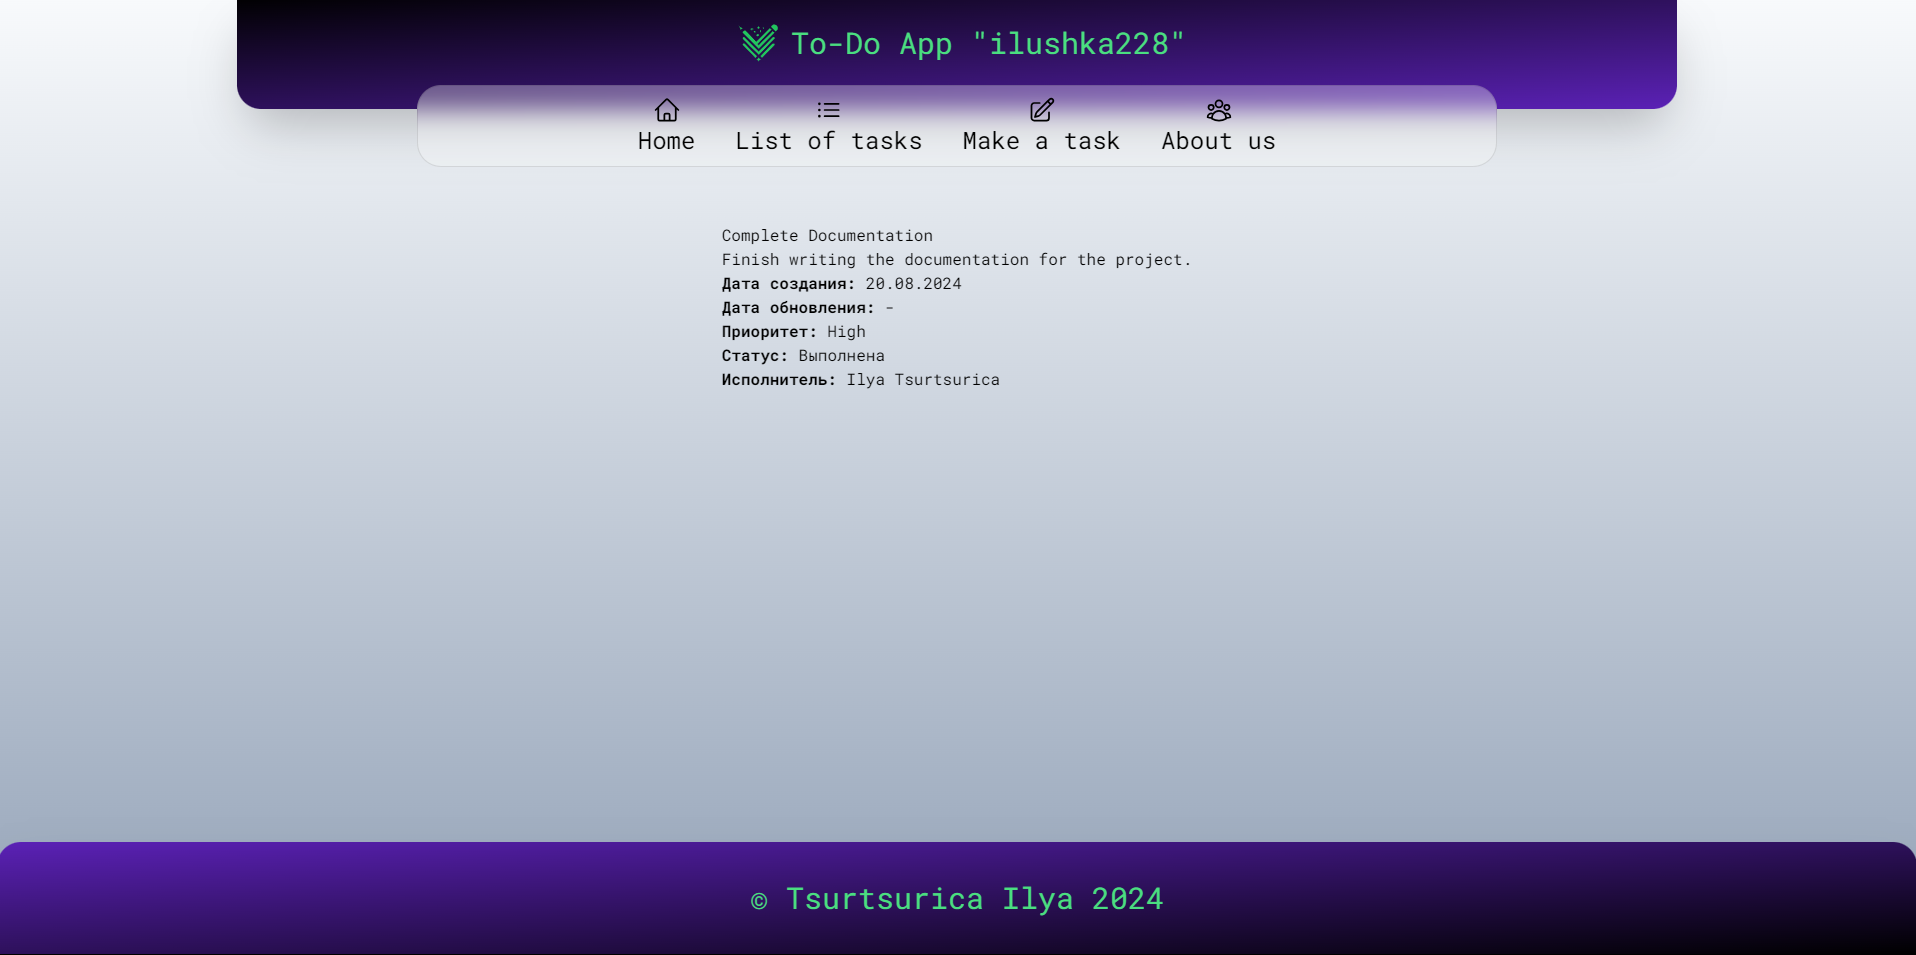 To-Do App "ilushka228"
Home
List of tasks
Make a task
About us
Complete Documentation
Finish writing the documentation for the project.
Дата создания: 20.08.2024
Дата обновления: -
Приоритет: High
Статус: Выполнена
Исполнитель: Ilya Tsurtsurica
© Tsurtsurica Ilya 2024